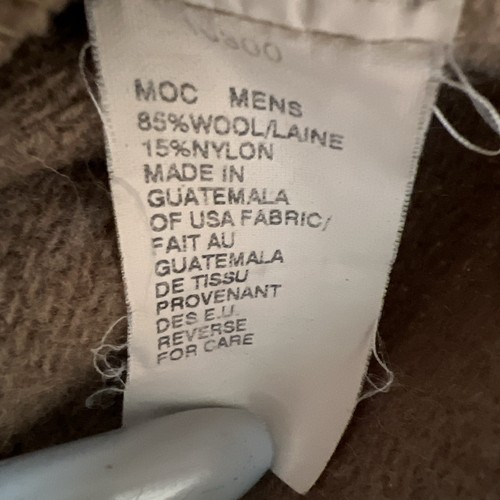 MOC MENS
85%WOOL/LAINE
15%NYLON
MADE IN
GUATEMALA
OF USA FABRIC/
FAIT AU
GUATEMALA
DE TISSU
PROVENANT
DES E.U.
REVERSE
FOR CARE